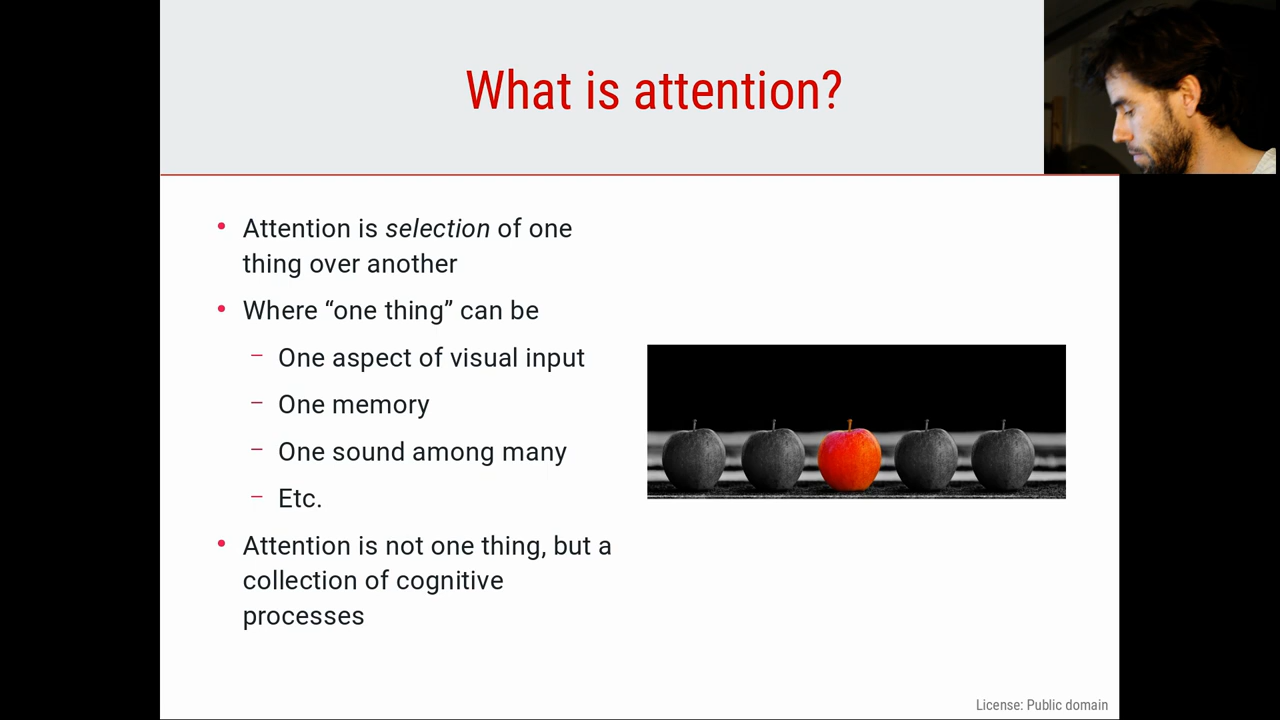 What is attention?
• Attention is selection of one
thing over another
• Where “one thing” can be
– One aspect of visual input
– One memory
– One sound among many
– Etc.
• Attention is not one thing, but a
collection of cognitive
processes
License: Public domain